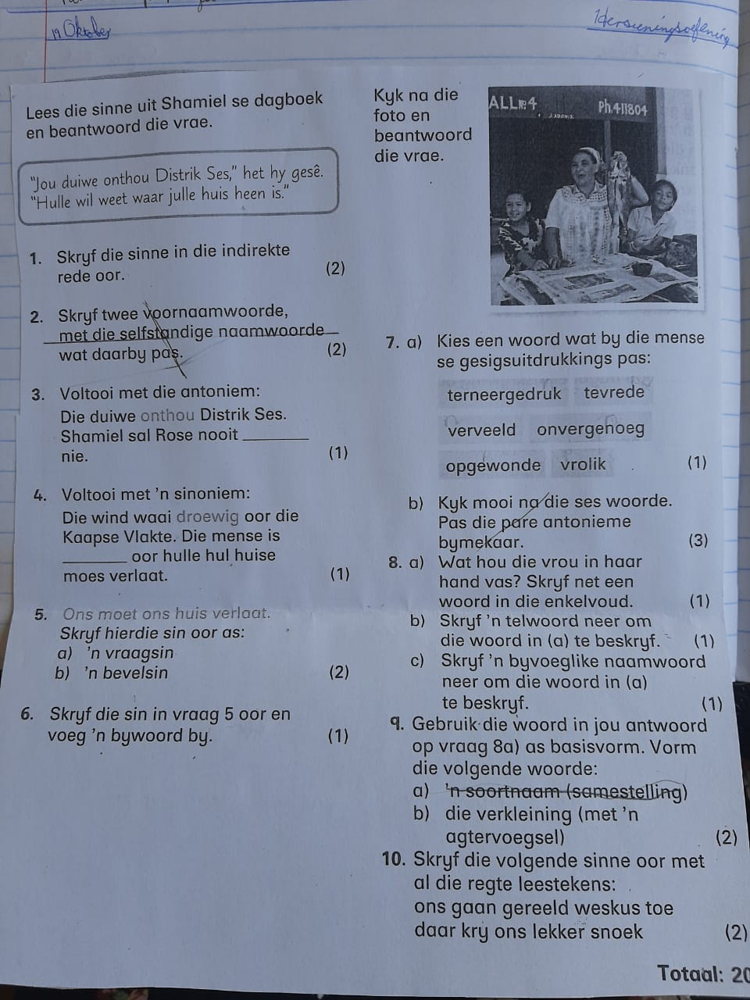 19 Oktober
Hersieningsoefening
Lees die sinne uit Shamiel se dagboek
en beantwoord die vrae.
"Jou duiwe onthou Distrik Ses," het hy gesê.
"Hulle wil weet waar julle huis heen is."
1. Skryf die sinne in die indirekte
rede oor. (2)
2. Skryf twee voornaamwoorde,
met die selfstandige naamwoorde
wat daarby pas. (2)
3. Voltooi met die antoniem:
Die duiwe onthou Distrik Ses.
Shamiel sal Rose nooit ________
nie. (1)
4. Voltooi met 'n sinoniem:
Die wind waai droewig oor die
Kaapse Vlakte. Die mense is
________ oor hulle hul huise
moes verlaat. (1)
5. Ons moet ons huis verlaat.
Skryf hierdie sin oor as:
a) 'n vraagsin
b) 'n bevelsin (2)
6. Skryf die sin in vraag 5 oor en
voeg 'n bywoord by. (1)
Kyk na die
foto en
beantwoord
die vrae.
ALL No 4
Ph.411804
7. a) Kies een woord wat by die mense
se gesigsuitdrukkings pas:
terneergedruk tevrede
verveeld onvergenoeg
opgewonde vrolik (1)
b) Kyk mooi na die ses woorde.
Pas die pare antonieme
bymekaar. (3)
8. a) Wat hou die vrou in haar
hand vas? Skryf net een
woord in die enkelvoud. (1)
b) Skryf 'n telwoord neer om
die woord in (a) te beskryf. (1)
c) Skryf 'n byvoeglike naamwoord
neer om die woord in (a)
te beskryf. (1)
9. Gebruik die woord in jou antwoord
op vraag 8a) as basisvorm. Vorm
die volgende woorde:
a) 'n soortnaam (samestelling)
b) die verkleining (met 'n
agtervoegsel) (2)
10. Skryf die volgende sinne oor met
al die regte leestekens:
ons gaan gereeld weskus toe
daar kry ons lekker snoek (2)
Totaal: 20